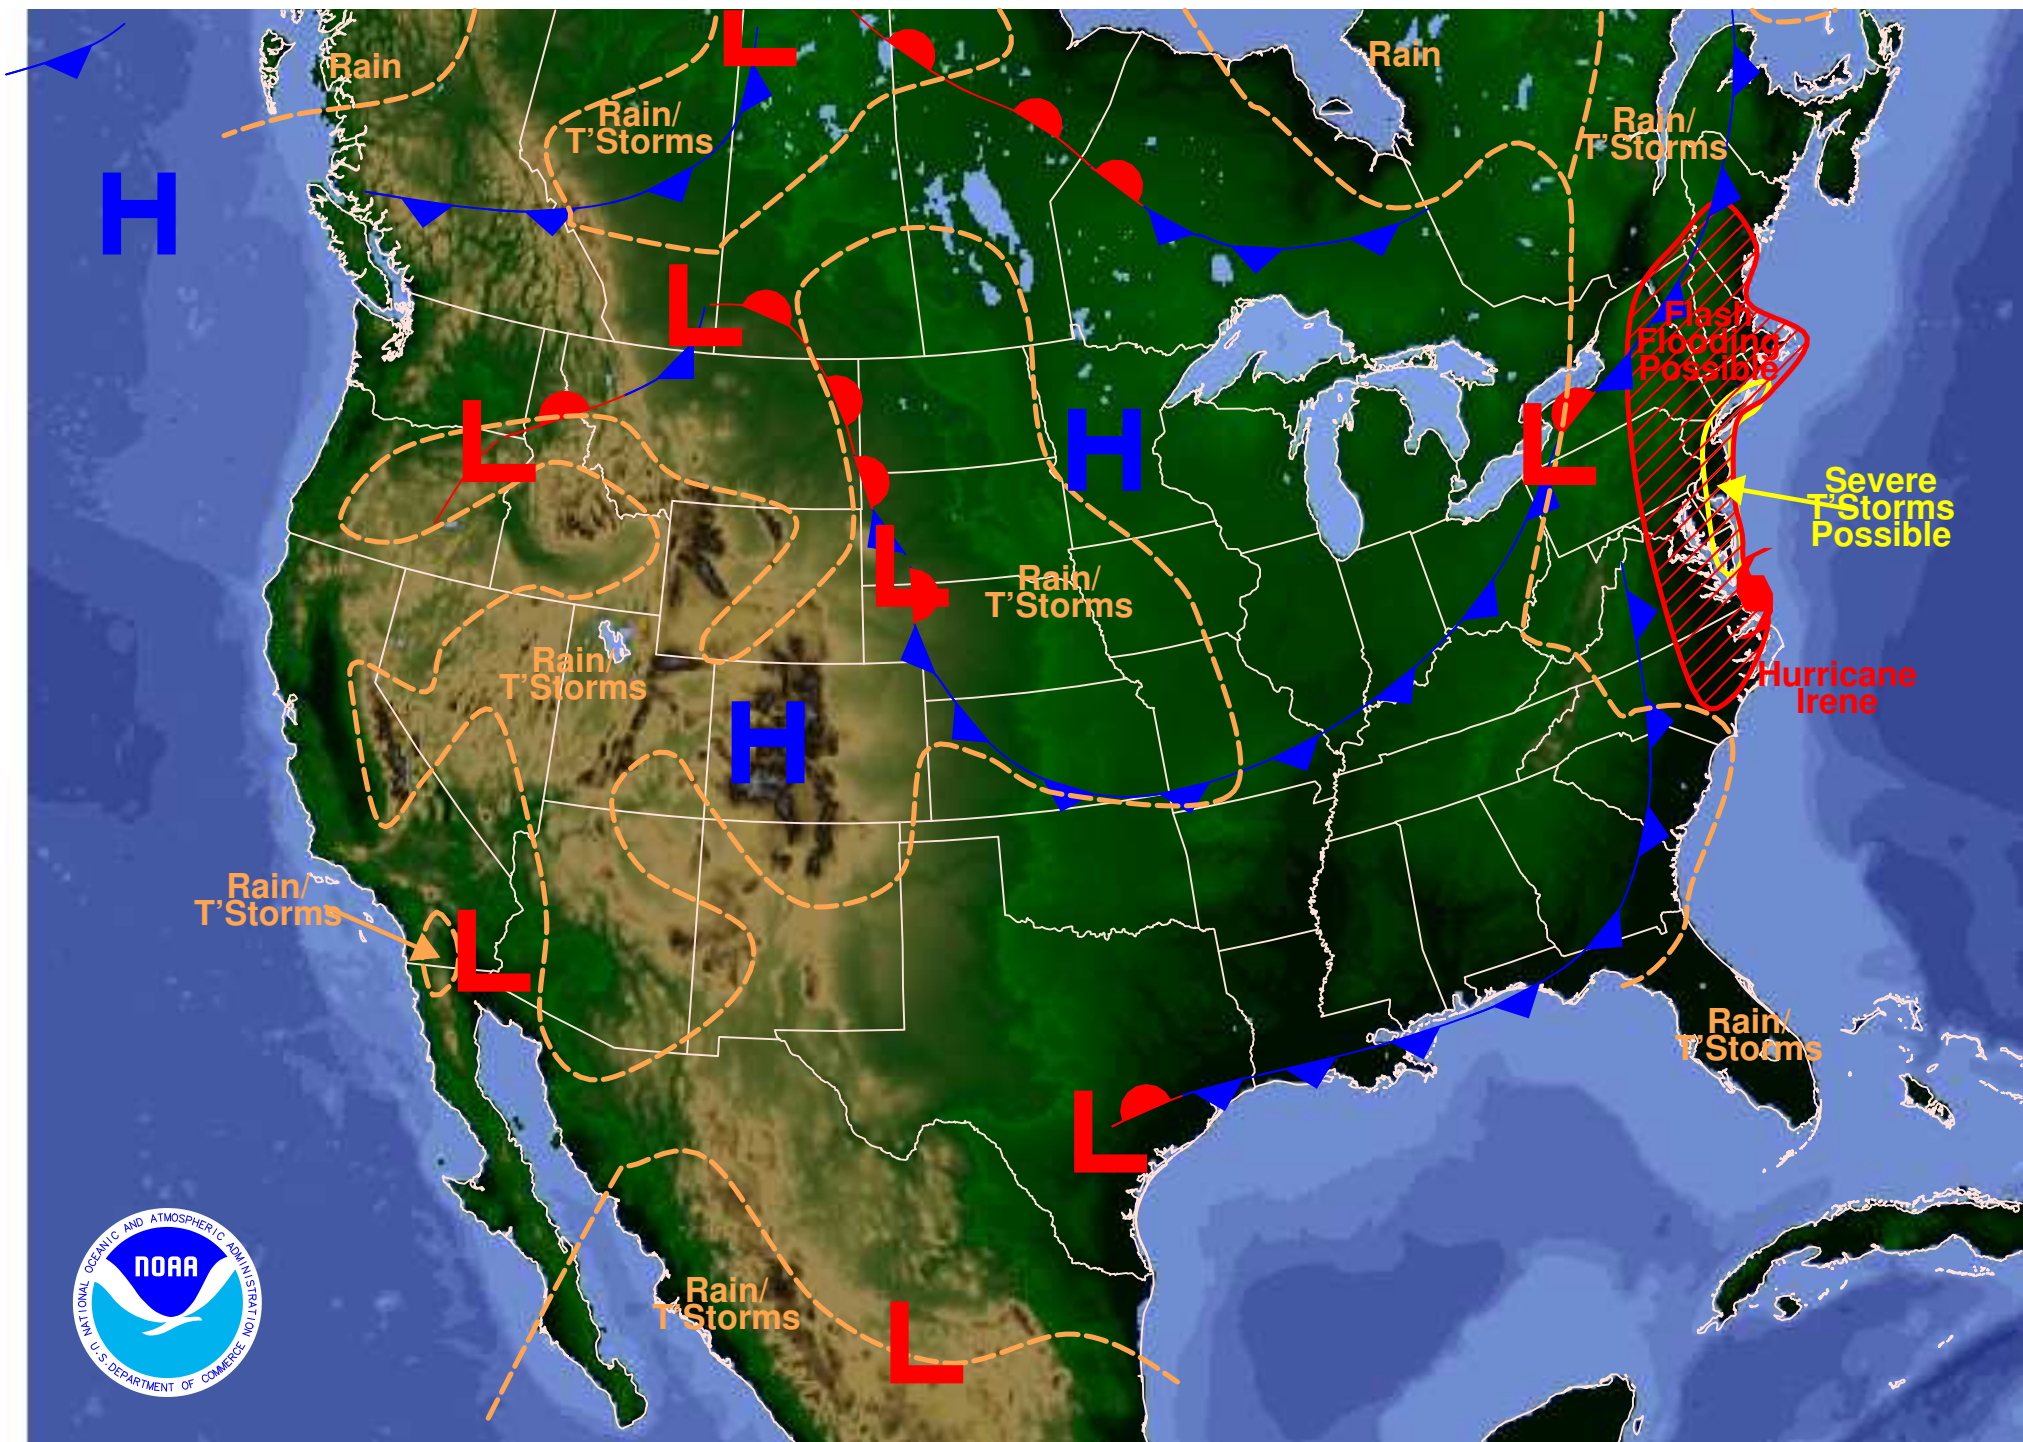 Rain
Rain
Rain/
T'Storms
Rain/
T'Storms
L
H
L
Flash
Flooding
Possible
L
H
L
Severe
T'Storms
Possible
L
Rain/
T'Storms
Rain/
T'Storms
Hurricane
Irene
H
Rain/
T'Storms
L
Rain/
T'Storms
L
Rain/
T'Storms
L
NOAA
NATIONAL OCEANIC AND ATMOSPHERIC ADMINISTRATION
U.S. DEPARTMENT OF COMMERCE